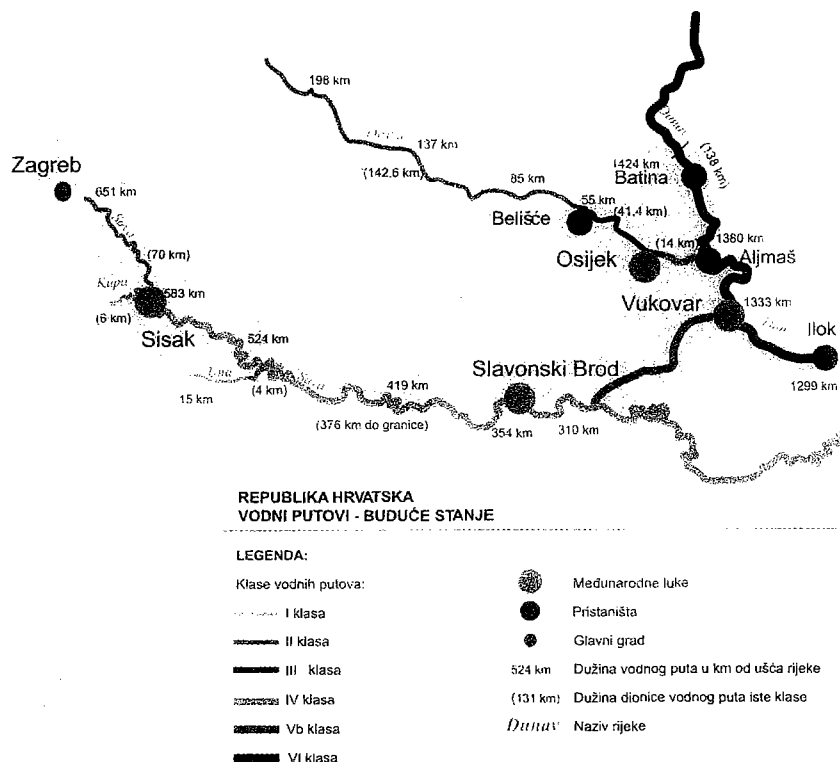 198 km
Drava
137 km
(142,6 km)
85 km
55 km
(41,4 km)
Belišće
Osijek
(14 km)
Dunav
(138 km)
1424 km
Batina
1380 km
Aljmaš
Vukovar
1333 km
Ilok
1299 km
Zagreb
651 km
Sava
(70 km)
Kupa
583 km
(6 km)
Sisak
524 km
Una
(4 km)
Sava
15 km
419 km
(376 km do granice)
Slavonski Brod
354 km
310 km
REPUBLIKA HRVATSKA
VODNI PUTOVI - BUDUĆE STANJE
LEGENDA:
Klase vodnih putova:
I klasa
II klasa
III klasa
IV klasa
Vb klasa
VI klasa
Međunarodne luke
Pristaništa
Glavni grad
524 km Dužina vodnog puta u km od ušća rijeke
(131 km) Dužina dionice vodnog puta iste klase
Dunav Naziv rijeke